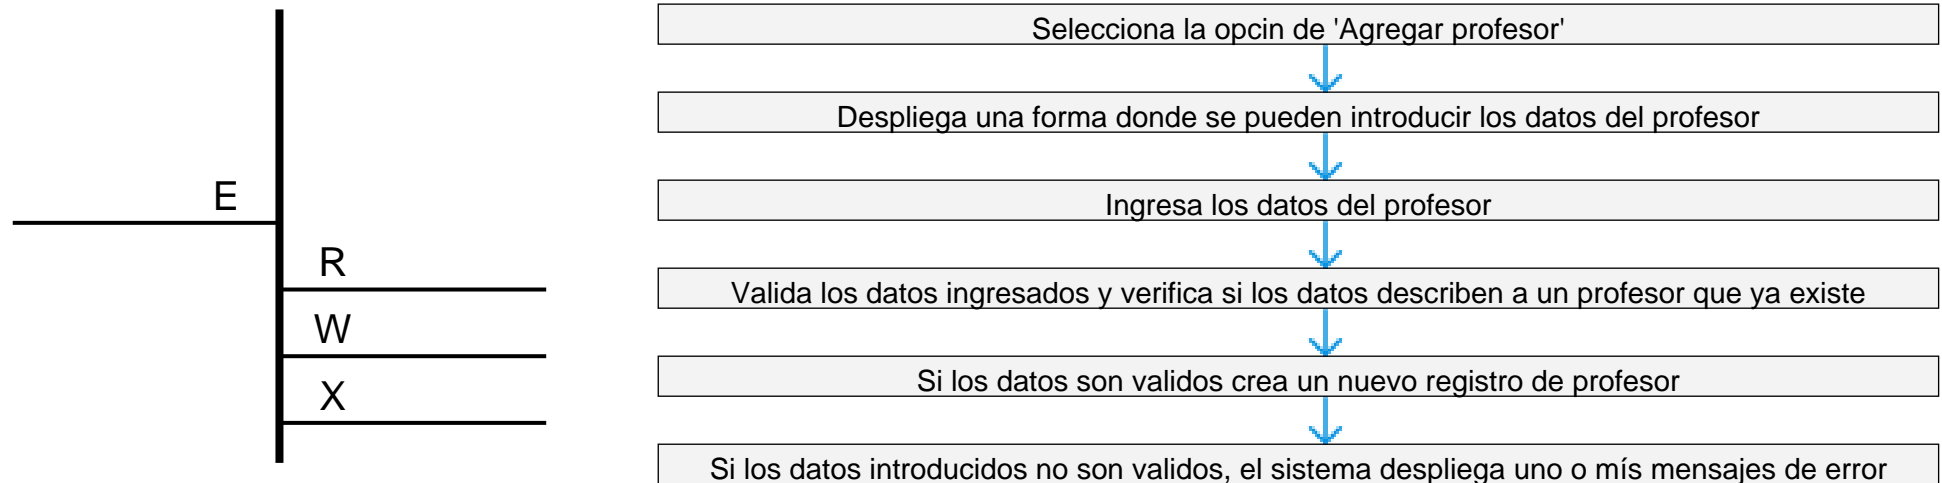 E
R
W
X
Selecciona la opcin de 'Agregar profesor'
Despliega una forma donde se pueden introducir los datos del profesor
Ingresa los datos del profesor
Valida los datos ingresados y verifica si los datos describen a un profesor que ya existe
Si los datos son validos crea un nuevo registro de profesor
Si los datos introducidos no son validos, el sistema despliega uno o mís mensajes de error